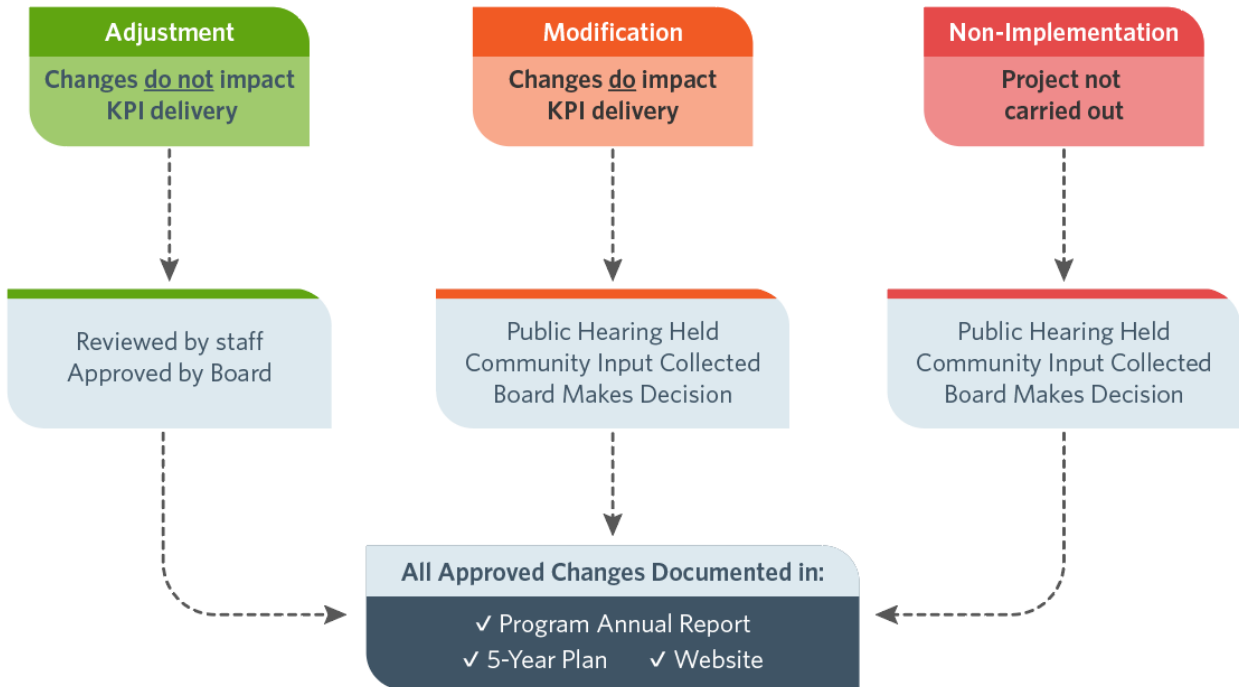 Adjustment
Changes do not impact
KPI delivery
Modification
Changes do impact
KPI delivery
Non-Implementation
Project not
carried out
Reviewed by staff
Approved by Board
Public Hearing Held
Community Input Collected
Board Makes Decision
Public Hearing Held
Community Input Collected
Board Makes Decision
All Approved Changes Documented in:
✓ Program Annual Report
✓ 5-Year Plan ✓ Website